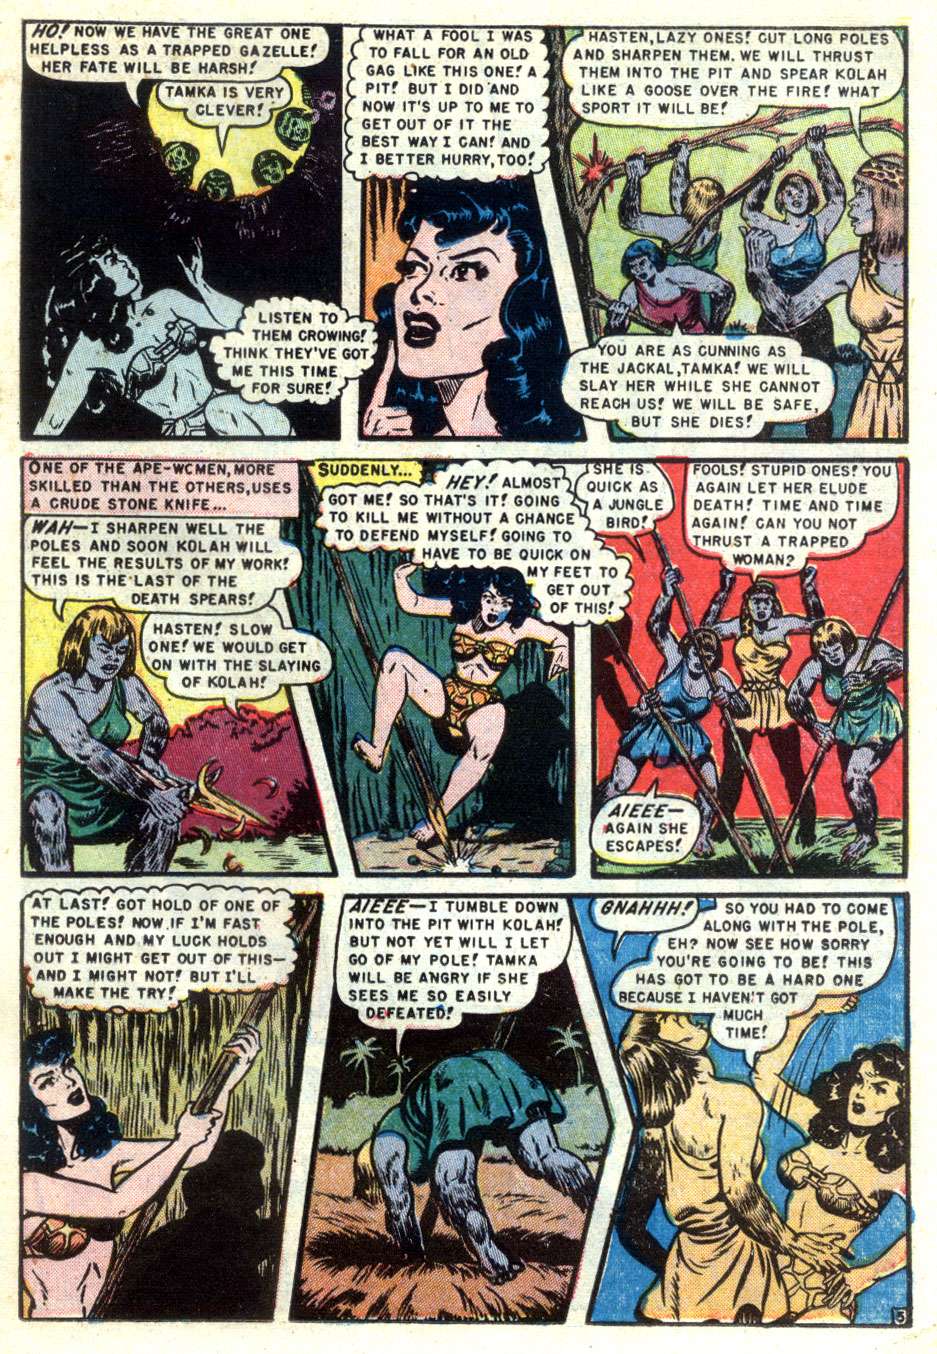 HO! NOW WE HAVE THE GREAT ONE
HELPLESS AS A TRAPPED GAZELLE!
HER FATE WILL BE HARSH!
TAMKA IS VERY
CLEVER!
LISTEN TO
THEM CROWING!
THINK THEY'VE GOT
ME THIS TIME
FOR SURE!
WHAT A FOOL I WAS
TO FALL FOR AN OLD
GAG LIKE THIS ONE! A
PIT! BUT I DID AND
NOW IT'S UP TO ME TO
GET OUT OF IT THE
BEST WAY I CAN! AND
I BETTER HURRY, TOO!
HASTEN, LAZY ONES! CUT LONG POLES
AND SHARPEN THEM. WE WILL THRUST
THEM INTO THE PIT AND SPEAR KOLAH
LIKE A GOOSE OVER THE FIRE! WHAT
SPORT IT WILL BE!
YOU ARE AS CUNNING AS
THE JACKAL, TAMKA! WE WILL
SLAY HER WHILE SHE CANNOT
REACH US! WE WILL BE SAFE,
BUT SHE DIES!
ONE OF THE APE-WOMEN, MORE
SKILLED THAN THE OTHERS, USES
A CRUDE STONE KNIFE...
WAH—I SHARPEN WELL THE
POLES AND SOON KOLAH WILL
FEEL THE RESULTS OF MY WORK!
THIS IS THE LAST OF THE
DEATH SPEARS!
HASTEN! SLOW
ONE! WE WOULD GET
ON WITH THE SLAYING
OF KOLAH!
SUDDENLY...
HEY! ALMOST
GOT ME! SO THAT'S IT! GOING
TO KILL ME WITHOUT A CHANCE
TO DEFEND MYSELF! GOING TO
HAVE TO BE QUICK ON
MY FEET TO
GET OUT
OF THIS!
SHE IS
QUICK AS
A JUNGLE
BIRD!
FOOLS! STUPID ONES! YOU
AGAIN LET HER ELUDE
DEATH! TIME AND TIME
AGAIN! CAN YOU NOT
THRUST A TRAPPED
WOMAN?
AIEEE—
AGAIN SHE
ESCAPES!
AT LAST! GOT HOLD OF ONE OF
THE POLES! NOW IF I'M FAST
ENOUGH AND MY LUCK HOLDS
OUT I MIGHT GET OUT OF THIS—
AND I MIGHT NOT! BUT I'LL
MAKE THE TRY!
AIEEE—I TUMBLE DOWN
INTO THE PIT WITH KOLAH!
BUT NOT YET WILL I LET
GO OF MY POLE! TAMKA
WILL BE ANGRY IF SHE
SEES ME SO EASILY
DEFEATED!
GNAHHH!
SO YOU HAD TO COME
ALONG WITH THE POLE,
EH? NOW SEE HOW SORRY
YOU'RE GOING TO BE! THIS
HAS GOT TO BE A HARD ONE
BECAUSE I HAVEN'T GOT
MUCH
TIME!
3